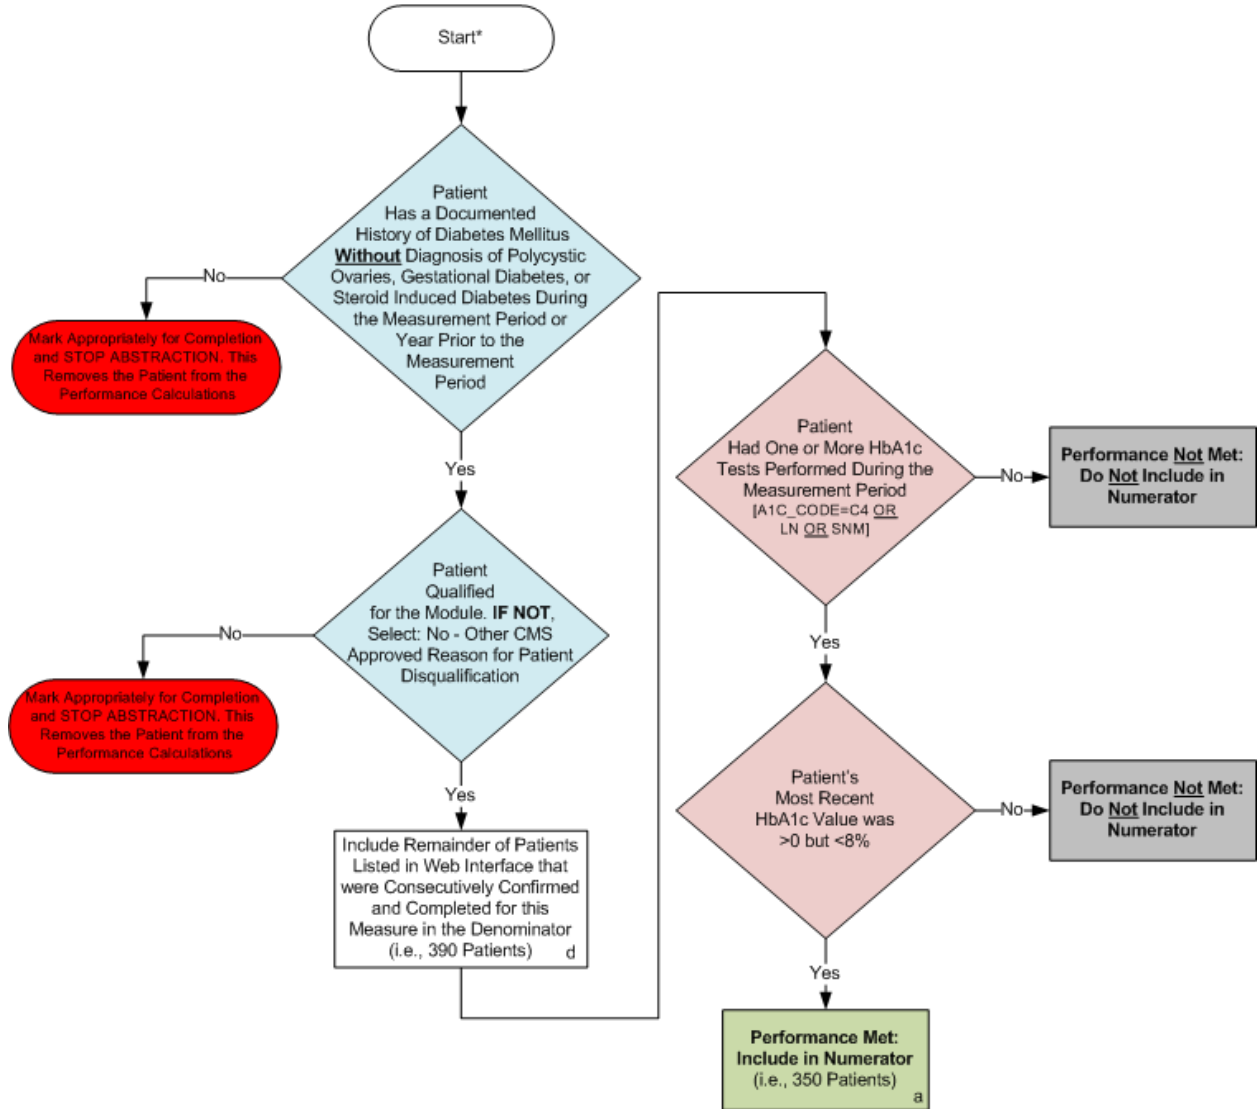 Start*
Patient
Has a Documented
History of Diabetes Mellitus
Without Diagnosis of Polycystic
Ovaries, Gestational Diabetes, or
Steroid Induced Diabetes During
the Measurement Period or
Year Prior to the
Measurement
Period
No
Mark Appropriately for Completion
and STOP ABSTRACTION. This
Removes the Patient from the
Performance Calculations
Yes
Patient
Qualified
for the Module. IF NOT,
Select: No - Other CMS
Approved Reason for Patient
Disqualification
No
Mark Appropriately for Completion
and STOP ABSTRACTION. This
Removes the Patient from the
Performance Calculations
Yes
Include Remainder of Patients
Listed in Web Interface that
were Consecutively Confirmed
and Completed for this
Measure in the Denominator
(i.e., 390 Patients)
d
Patient
Had One or More HbA1c
Tests Performed During the
Measurement Period
[A1C_CODE=C4 OR
LN OR SNM]
No
Performance Not Met:
Do Not Include in
Numerator
Yes
Patient's
Most Recent
HbA1c Value was
>0 but <8%
No
Performance Not Met:
Do Not Include in
Numerator
Yes
Performance Met:
Include in Numerator
(i.e., 350 Patients)
a